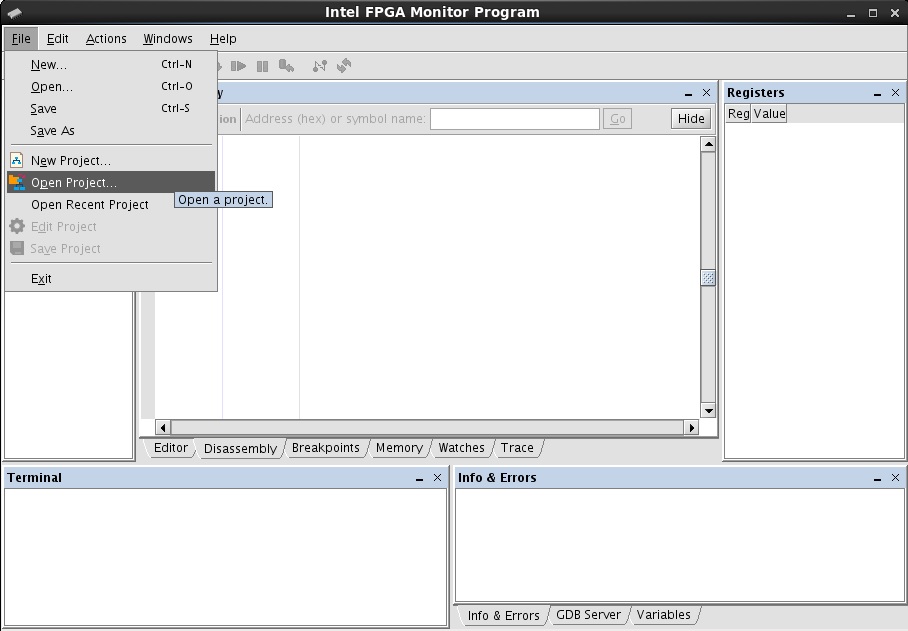 Intel FPGA Monitor Program
File Edit Actions Windows Help
New... Ctrl-N
Open... Ctrl-O
Save Ctrl-S
Save As
New Project...
Open Project...
Open a project.
Open Recent Project
Edit Project
Save Project
Exit
y
ion Address (hex) or symbol name: Go Hide
Registers
Reg Value
Editor Disassembly Breakpoints Memory Watches Trace
Terminal
Info & Errors
Info & Errors GDB Server Variables